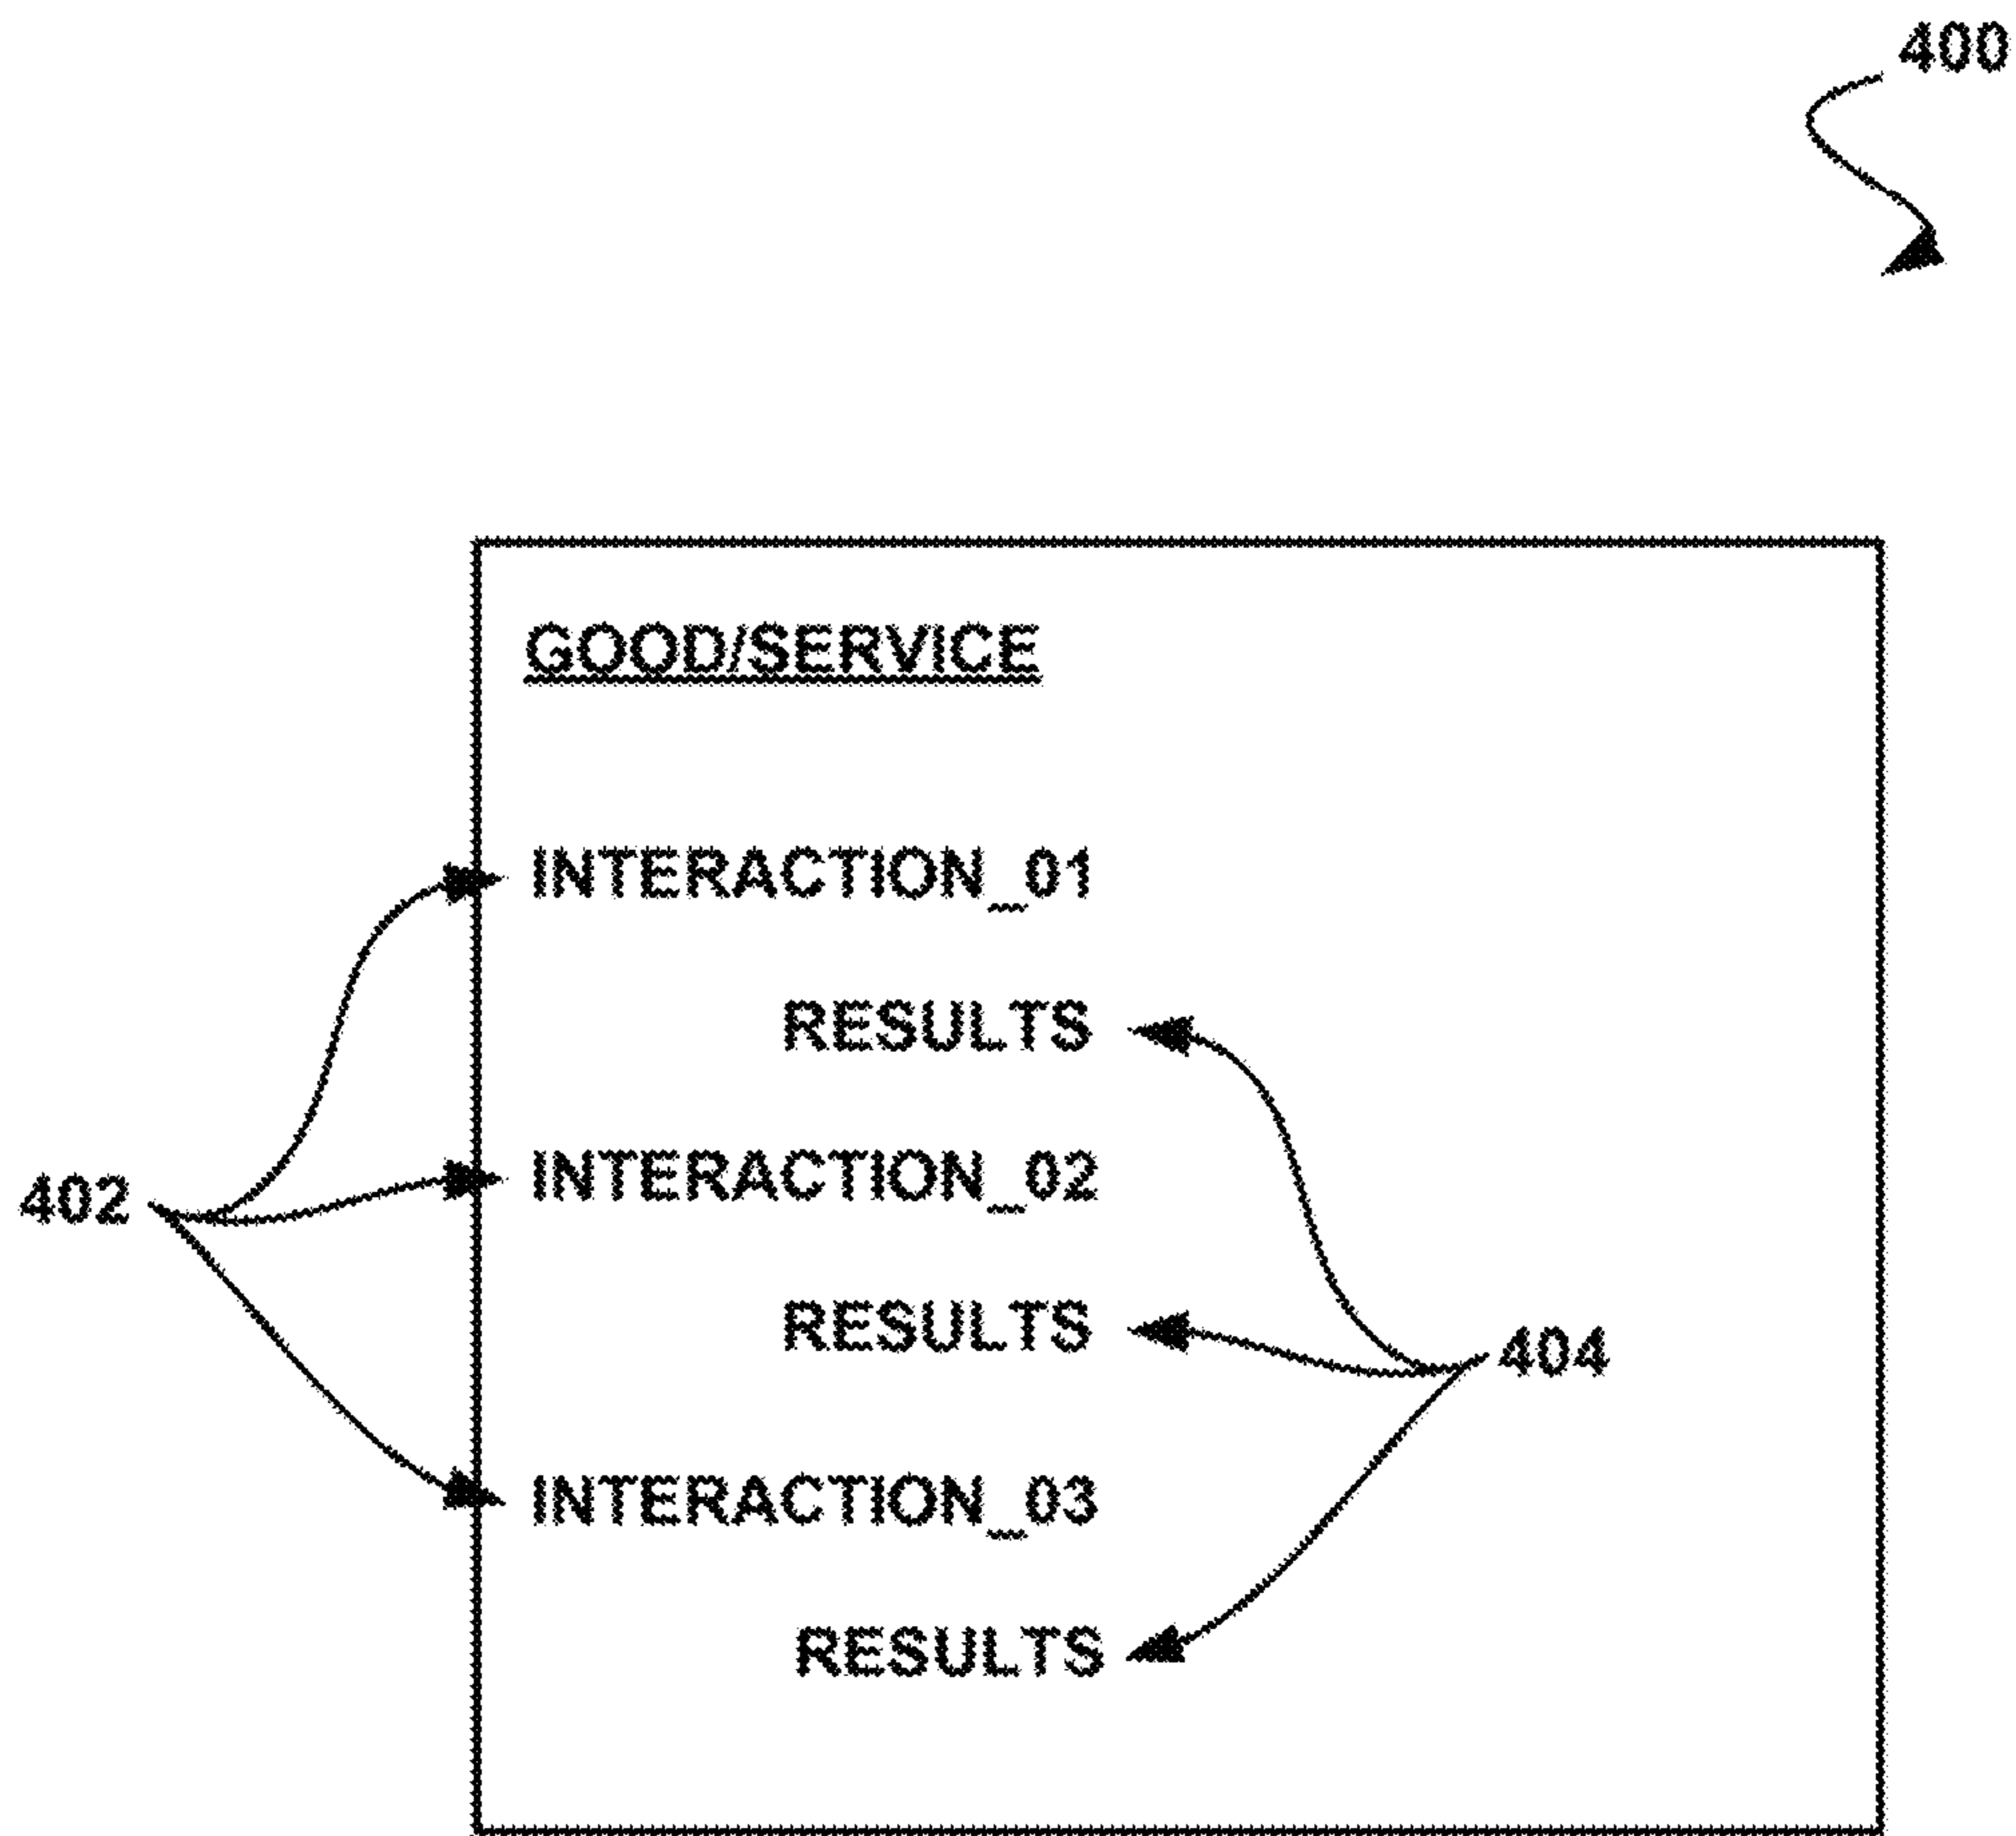 400
GOOD/SERVICE
INTERACTION_01
RESULTS
402
INTERACTION_02
RESULTS
404
INTERACTION_03
RESULTS